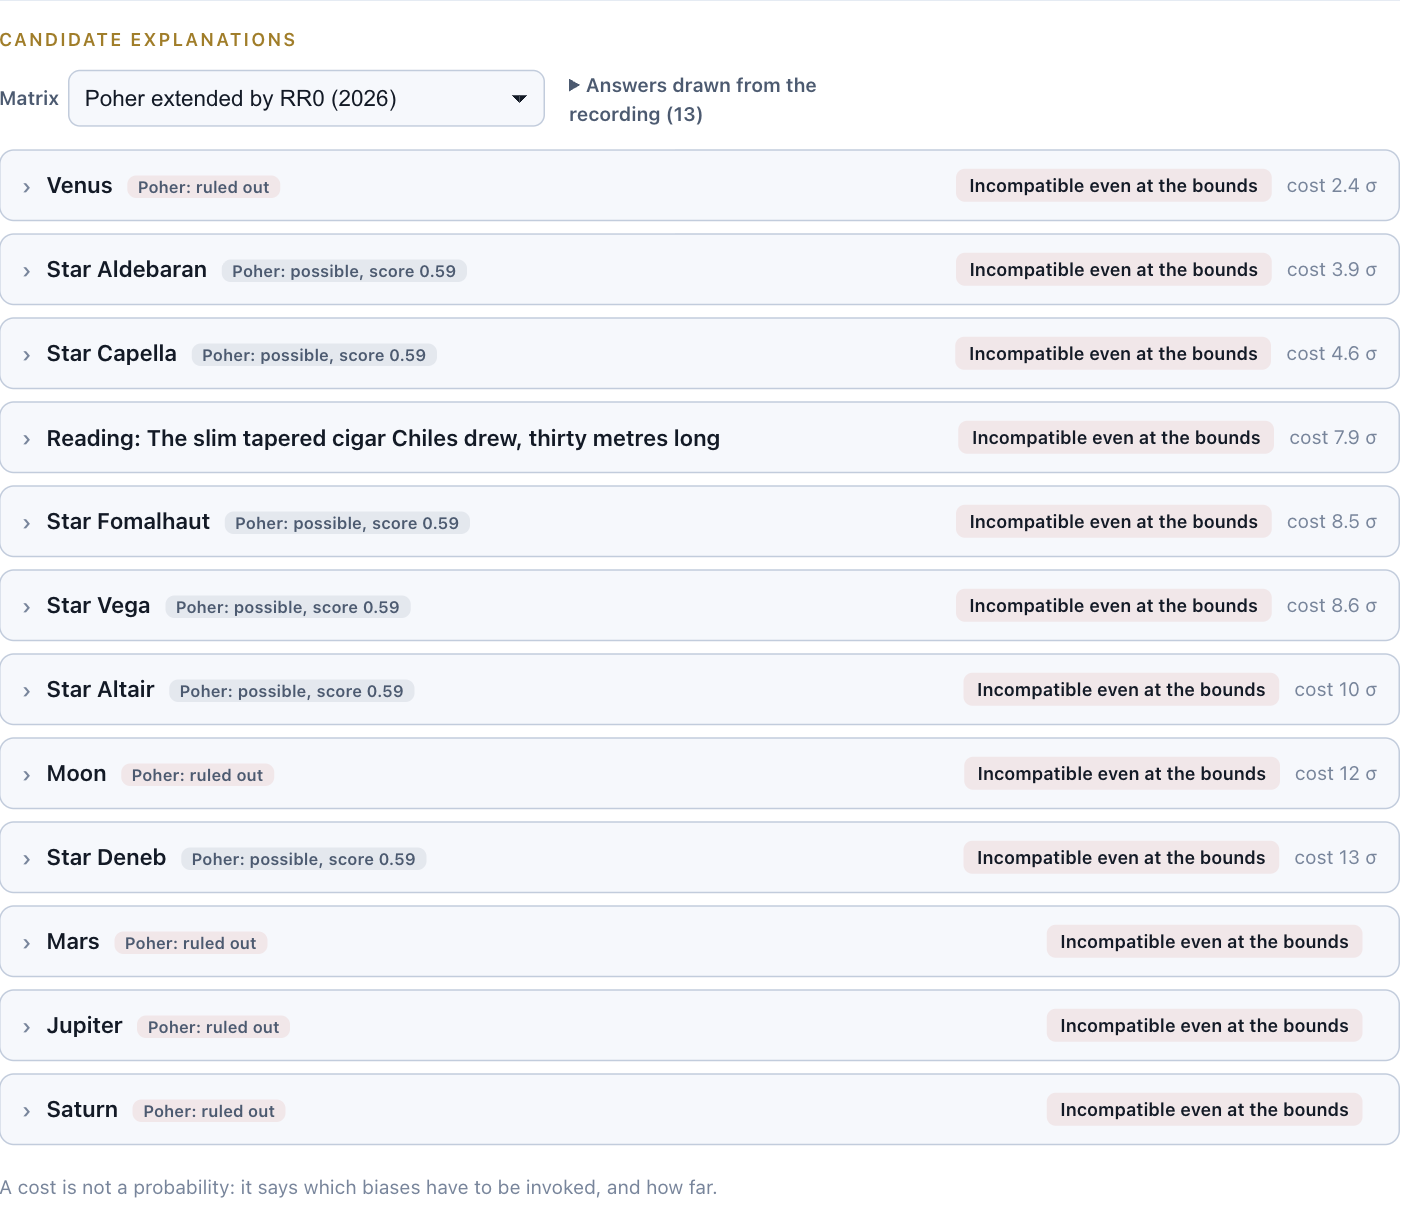 CANDIDATE EXPLANATIONS
Matrix Poher extended by RR0 (2026) ▶ Answers drawn from the
recording (13)
› Venus Poher: ruled out Incompatible even at the bounds cost 2.4 σ
› Star Aldebaran Poher: possible, score 0.59 Incompatible even at the bounds cost 3.9 σ
› Star Capella Poher: possible, score 0.59 Incompatible even at the bounds cost 4.6 σ
› Reading: The slim tapered cigar Chiles drew, thirty metres long Incompatible even at the bounds cost 7.9 σ
› Star Fomalhaut Poher: possible, score 0.59 Incompatible even at the bounds cost 8.5 σ
› Star Vega Poher: possible, score 0.59 Incompatible even at the bounds cost 8.6 σ
› Star Altair Poher: possible, score 0.59 Incompatible even at the bounds cost 10 σ
› Moon Poher: ruled out Incompatible even at the bounds cost 12 σ
› Star Deneb Poher: possible, score 0.59 Incompatible even at the bounds cost 13 σ
› Mars Poher: ruled out Incompatible even at the bounds
› Jupiter Poher: ruled out Incompatible even at the bounds
› Saturn Poher: ruled out Incompatible even at the bounds
A cost is not a probability: it says which biases have to be invoked, and how far.